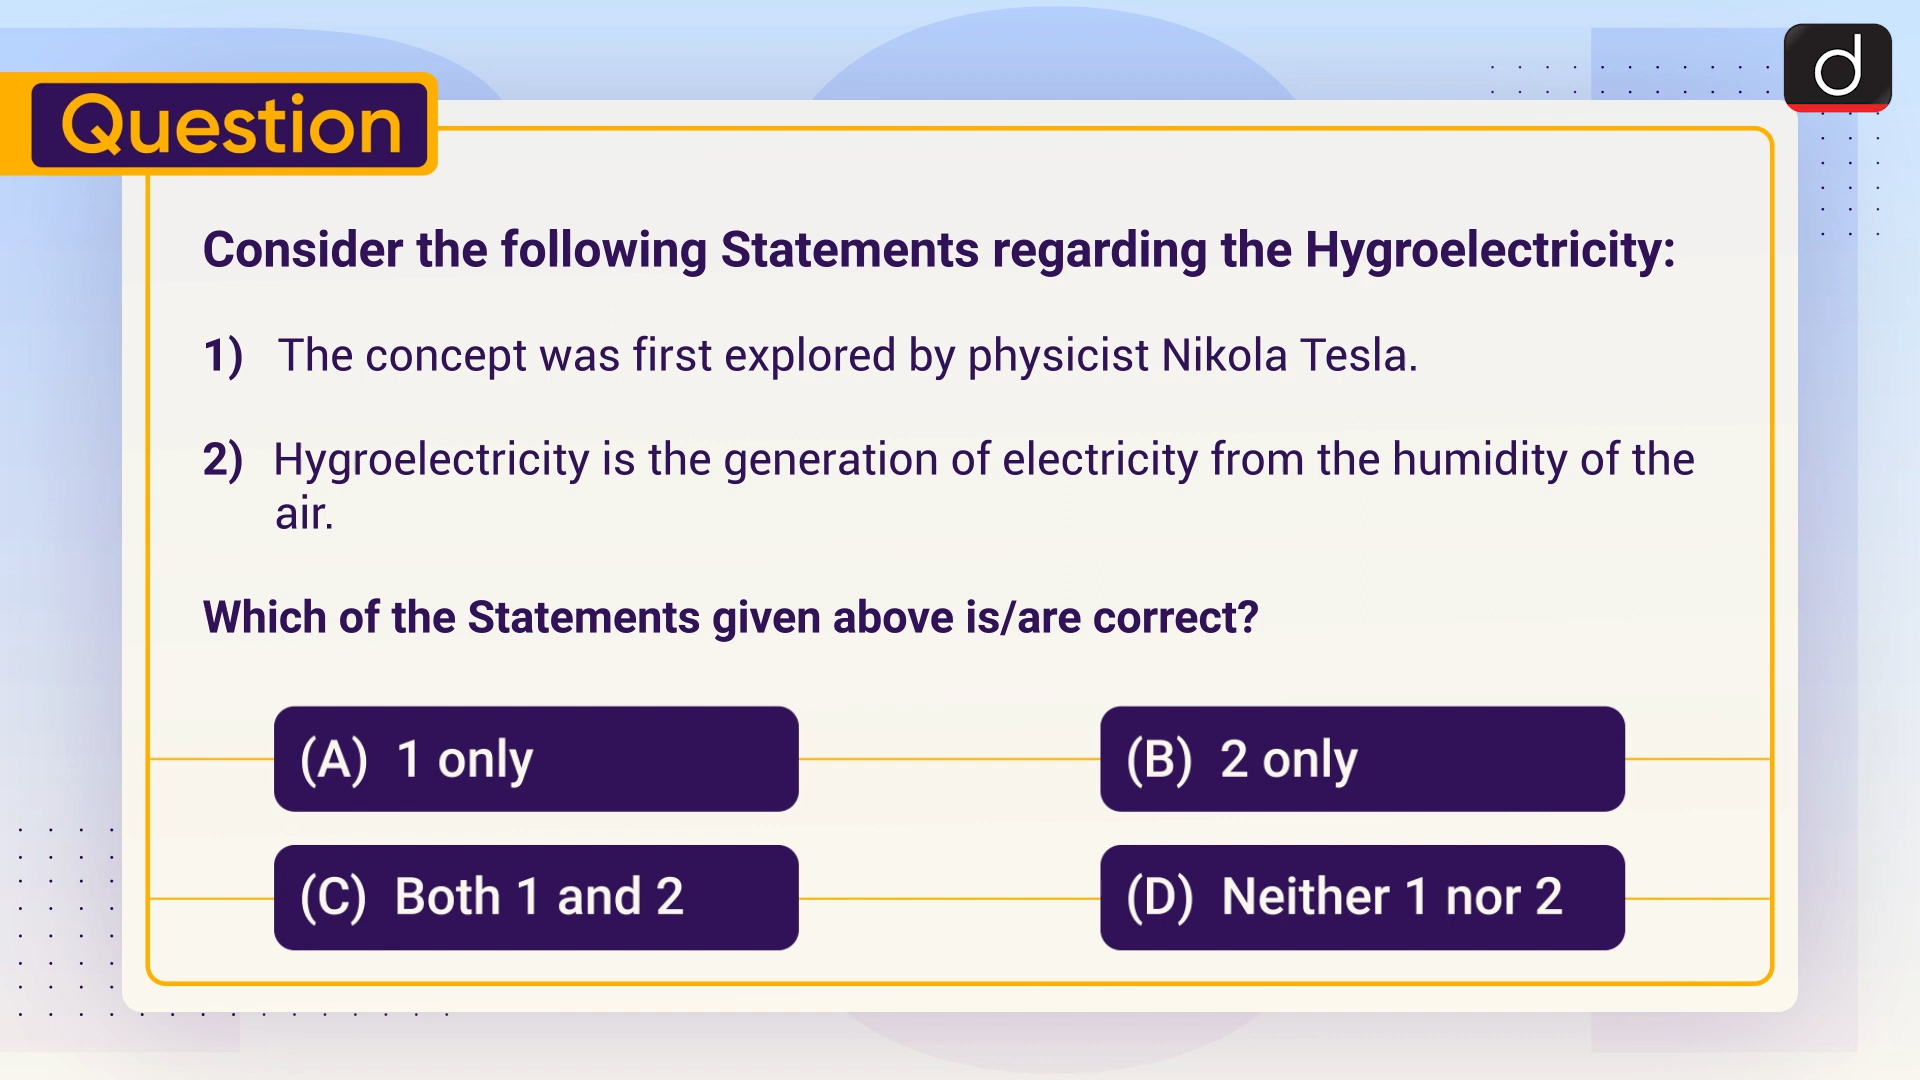 Question
Consider the following Statements regarding the Hygroelectricity:
1) The concept was first explored by physicist Nikola Tesla.
2) Hygroelectricity is the generation of electricity from the humidity of the
air.
Which of the Statements given above is/are correct?
(A) 1 only
(B) 2 only
(C) Both 1 and 2
(D) Neither 1 nor 2
d